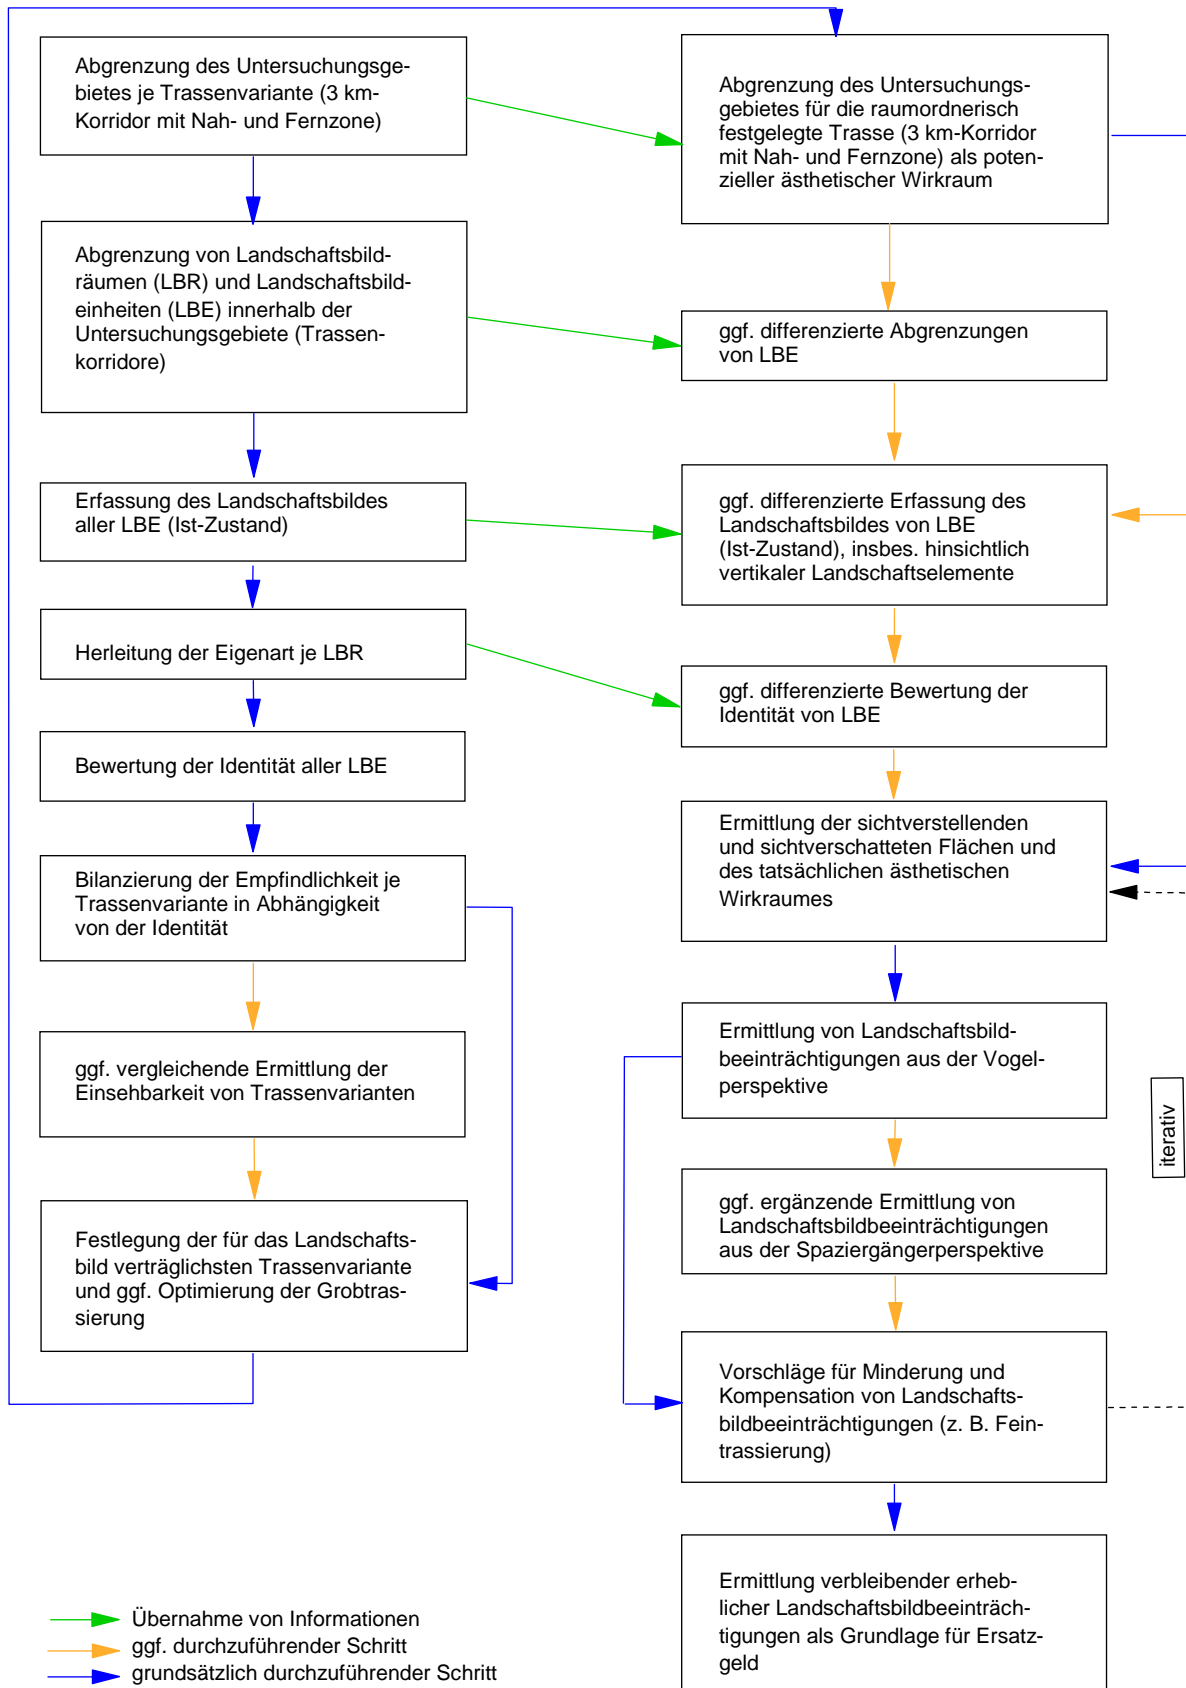 Abgrenzung des Untersuchungsge-
bietes je Trassenvariante (3 km-
Korridor mit Nah- und Fernzone)
Abgrenzung von Landschaftsbild-
räumen (LBR) und Landschaftsbild-
einheiten (LBE) innerhalb der
Untersuchungsgebiete (Trassen-
korridore)
Erfassung des Landschaftsbildes
aller LBE (Ist-Zustand)
Herleitung der Eigenart je LBR
Bewertung der Identität aller LBE
Bilanzierung der Empfindlichkeit je
Trassenvariante in Abhängigkeit
von der Identität
ggf. vergleichende Ermittlung der
Einsehbarkeit von Trassenvarianten
Festlegung der für das Landschafts-
bild verträglichsten Trassenvariante
und ggf. Optimierung der Grobtras-
sierung
Abgrenzung des Untersuchungs-
gebietes für die raumordnerisch
festgelegte Trasse (3 km-Korridor
mit Nah- und Fernzone) als poten-
zieller ästhetischer Wirkraum
ggf. differenzierte Abgrenzungen
von LBE
ggf. differenzierte Erfassung des
Landschaftsbildes von LBE
(Ist-Zustand), insbes. hinsichtlich
vertikaler Landschaftselemente
ggf. differenzierte Bewertung der
Identität von LBE
Ermittlung der sichtverstellenden
und sichtverschatteten Flächen und
des tatsächlichen ästhetischen
Wirkraumes
Ermittlung von Landschaftsbild-
beeinträchtigungen aus der Vogel-
perspektive
ggf. ergänzende Ermittlung von
Landschaftsbildbeeinträchtigungen
aus der Spaziergängerperspektive
Vorschläge für Minderung und
Kompensation von Landschafts-
bildbeeinträchtigungen (z. B. Fein-
trassierung)
Ermittlung verbleibender erheb-
licher Landschaftsbildbeeinträch-
tigungen als Grundlage für Ersatz-
geld
iterativ
Übernahme von Informationen
ggf. durchzuführender Schritt
grundsätzlich durchzuführender Schritt